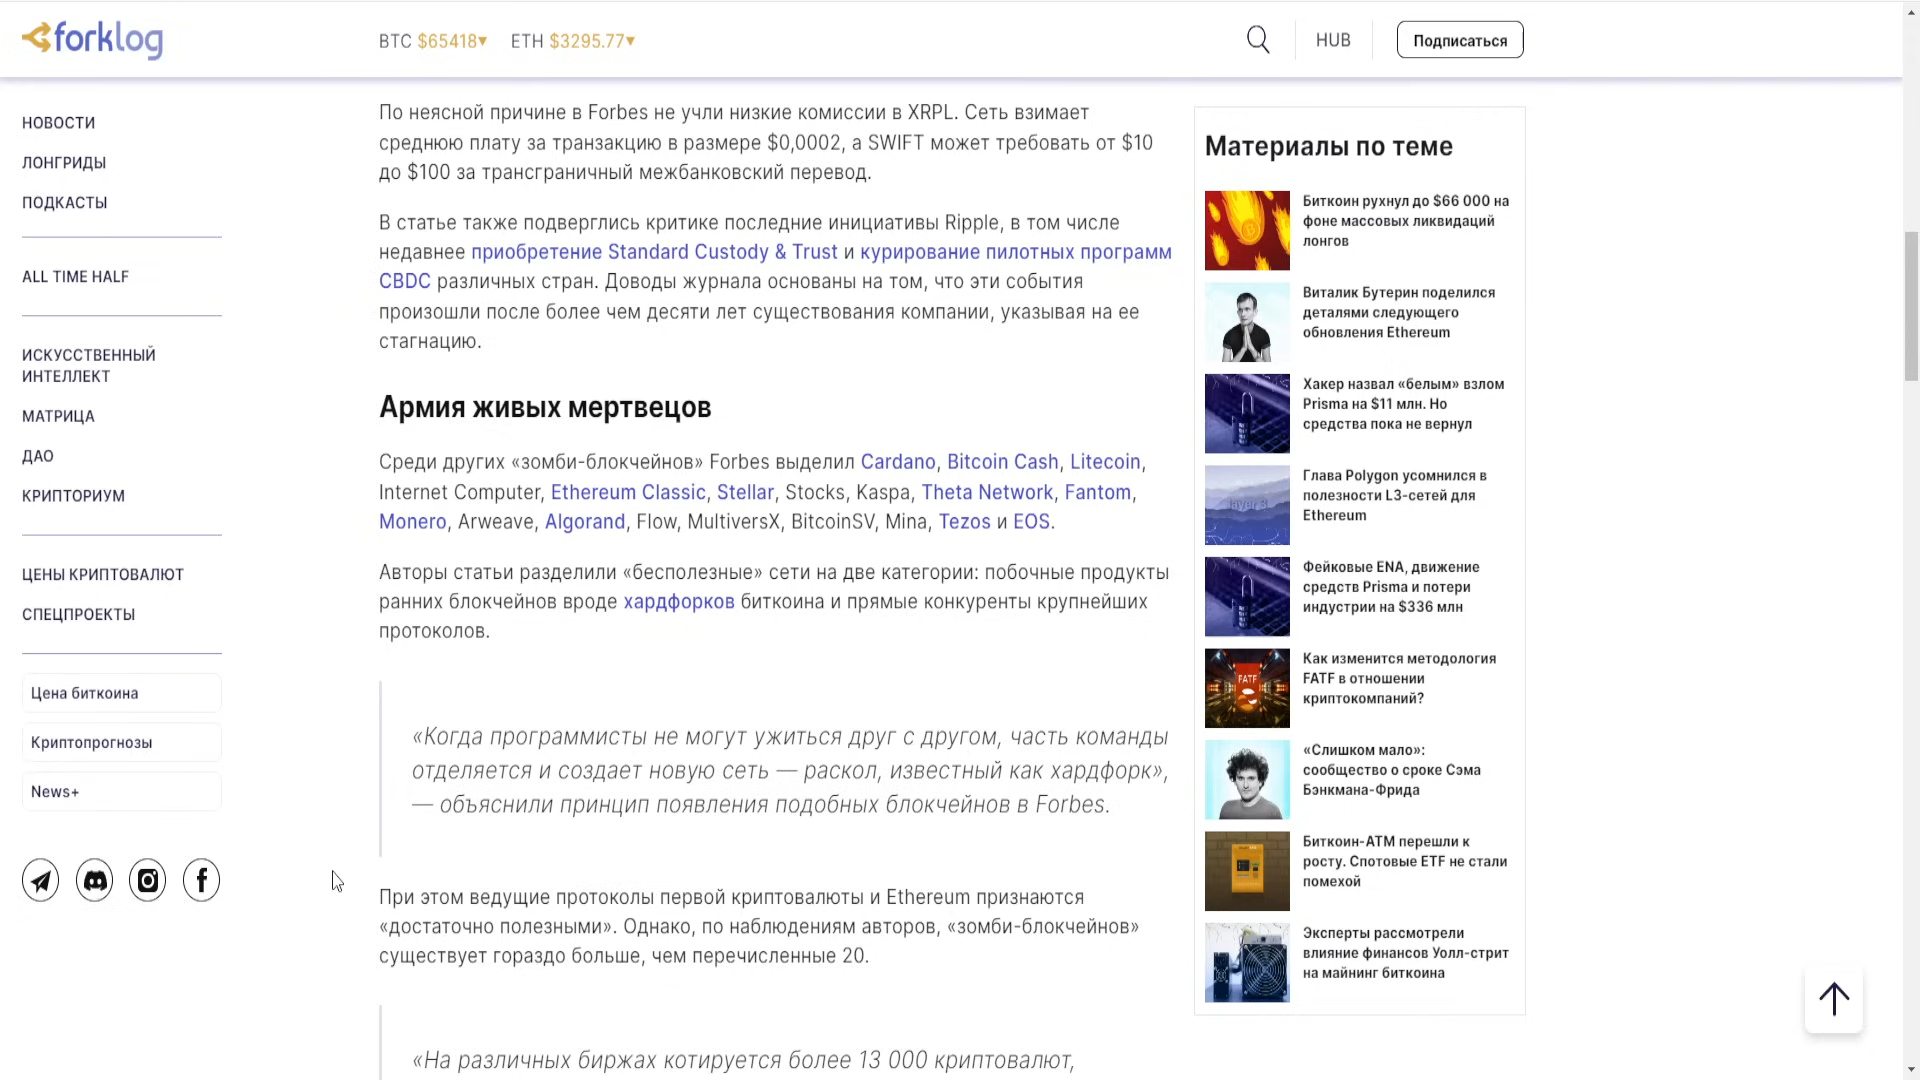 forklog
BTC $65418▾ ETH $3295.77▾
HUB
Подписаться
НОВОСТИ
ЛОНГРИДЫ
ПОДКАСТЫ
ALL TIME HALF
ИСКУССТВЕННЫЙ
ИНТЕЛЛЕКТ
МАТРИЦА
ДАО
КРИПТОРИУМ
ЦЕНЫ КРИПТОВАЛЮТ
СПЕЦПРОЕКТЫ
Цена биткоина
Криптопрогнозы
News+
По неясной причине в Forbes не учли низкие комиссии в XRPL. Сеть взимает
среднюю плату за транзакцию в размере $0,0002, а SWIFT может требовать от $10
до $100 за трансграничный межбанковский перевод.
В статье также подверглись критике последние инициативы Ripple, в том числе
недавнее приобретение Standard Custody & Trust и курирование пилотных программ
CBDC различных стран. Доводы журнала основаны на том, что эти события
произошли после более чем десяти лет существования компании, указывая на ее
стагнацию.
Армия живых мертвецов
Среди других «зомби-блокчейнов» Forbes выделил Cardano, Bitcoin Cash, Litecoin,
Internet Computer, Ethereum Classic, Stellar, Stocks, Kaspa, Theta Network, Fantom,
Monero, Arweave, Algorand, Flow, MultiversX, BitcoinSV, Mina, Tezos и EOS.
Авторы статьи разделили «бесполезные» сети на две категории: побочные продукты
ранних блокчейнов вроде хардфорков биткоина и прямые конкуренты крупнейших
протоколов.
«Когда программисты не могут ужиться друг с другом, часть команды
отделяется и создает новую сеть — раскол, известный как хардфорк»,
— объяснили принцип появления подобных блокчейнов в Forbes.
При этом ведущие протоколы первой криптовалюты и Ethereum признаются
«достаточно полезными». Однако, по наблюдениям авторов, «зомби-блокчейнов»
существует гораздо больше, чем перечисленные 20.
«На различных биржах котируется более 13 000 криптовалют,
Материалы по теме
Биткоин рухнул до $66 000 на
фоне массовых ликвидаций
лонгов
Виталик Бутерин поделился
деталями следующего
обновления Ethereum
Хакер назвал «белым» взлом
Prisma на $11 млн. Но
средства пока не вернул
Глава Polygon усомнился в
полезности L3-сетей для
Ethereum
Фейковые ENA, движение
средств Prisma и потери
индустрии на $336 млн
FATF
Как изменится методология
FATF в отношении
криптокомпаний?
«Слишком мало»:
сообщество о сроке Сэма
Бэнкмана-Фрида
Биткоин-ATM перешли к
росту. Спотовые ETF не стали
помехой
Эксперты рассмотрели
влияние финансов Уолл-стрит
на майнинг биткоина